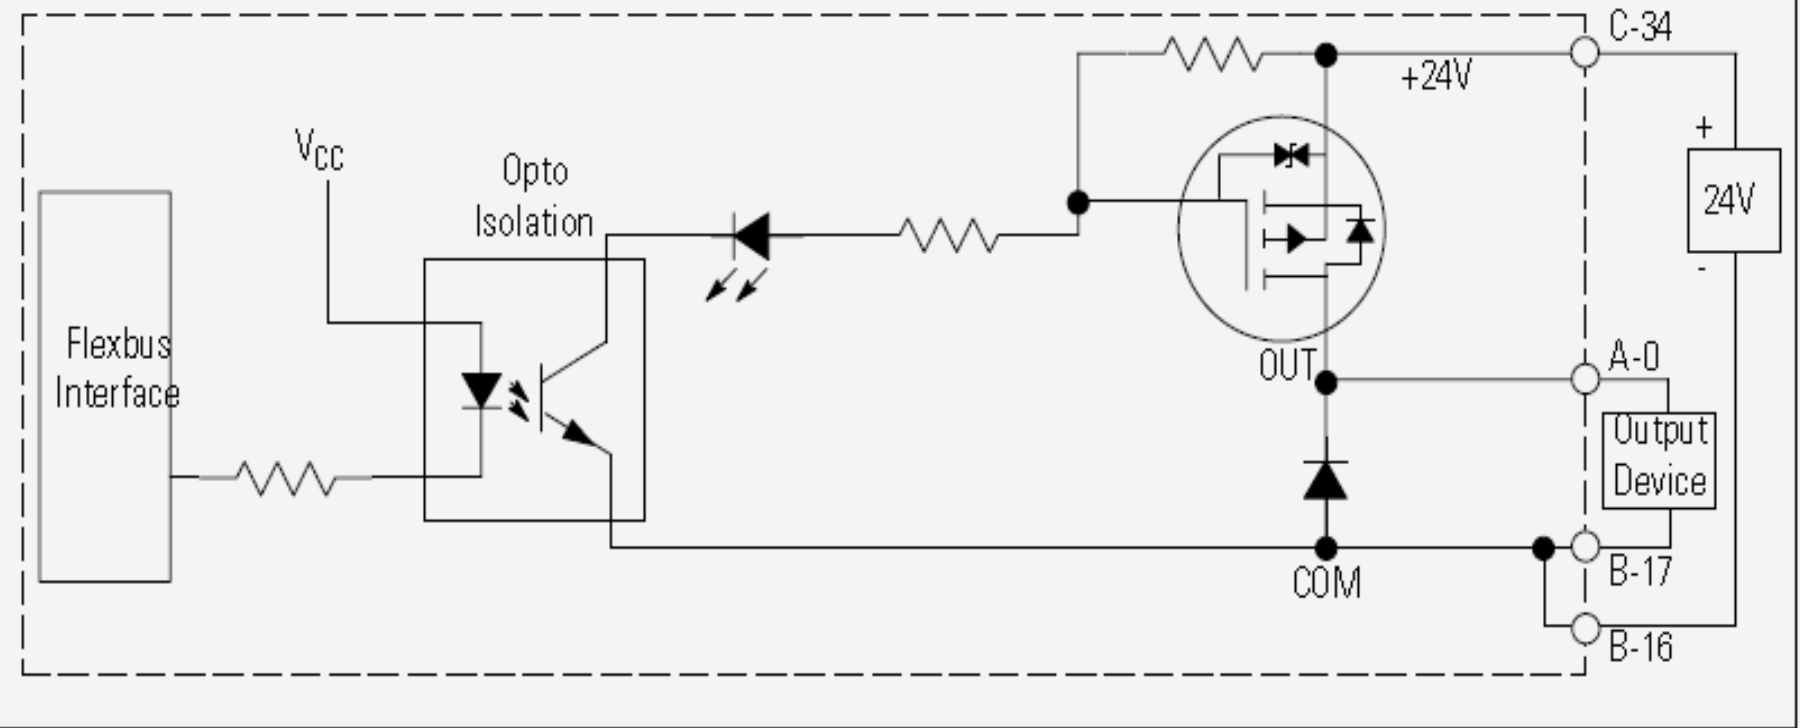 C-34
+24V
VCC
Opto
Isolation
+
24V
-
Flexbus
Interface
OUT
A-0
Output
Device
COM
B-17
B-16